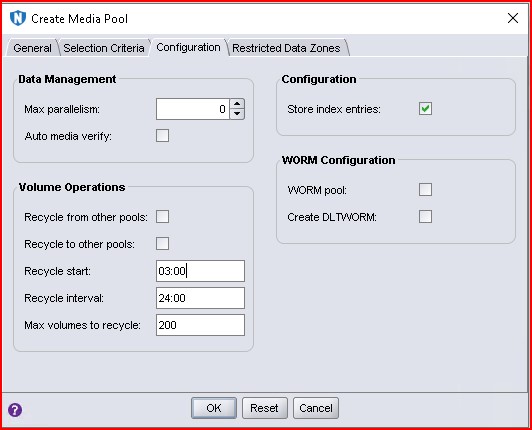 Create Media Pool
General
Selection Criteria
Configuration
Restricted Data Zones
Data Management
Max parallelism:
0
Auto media verify:
Configuration
Store index entries:
WORM Configuration
WORM pool:
Create DLTWORM:
Volume Operations
Recycle from other pools:
Recycle to other pools:
Recycle start:
03:00
Recycle interval:
24:00
Max volumes to recycle:
200
?
OK
Reset
Cancel